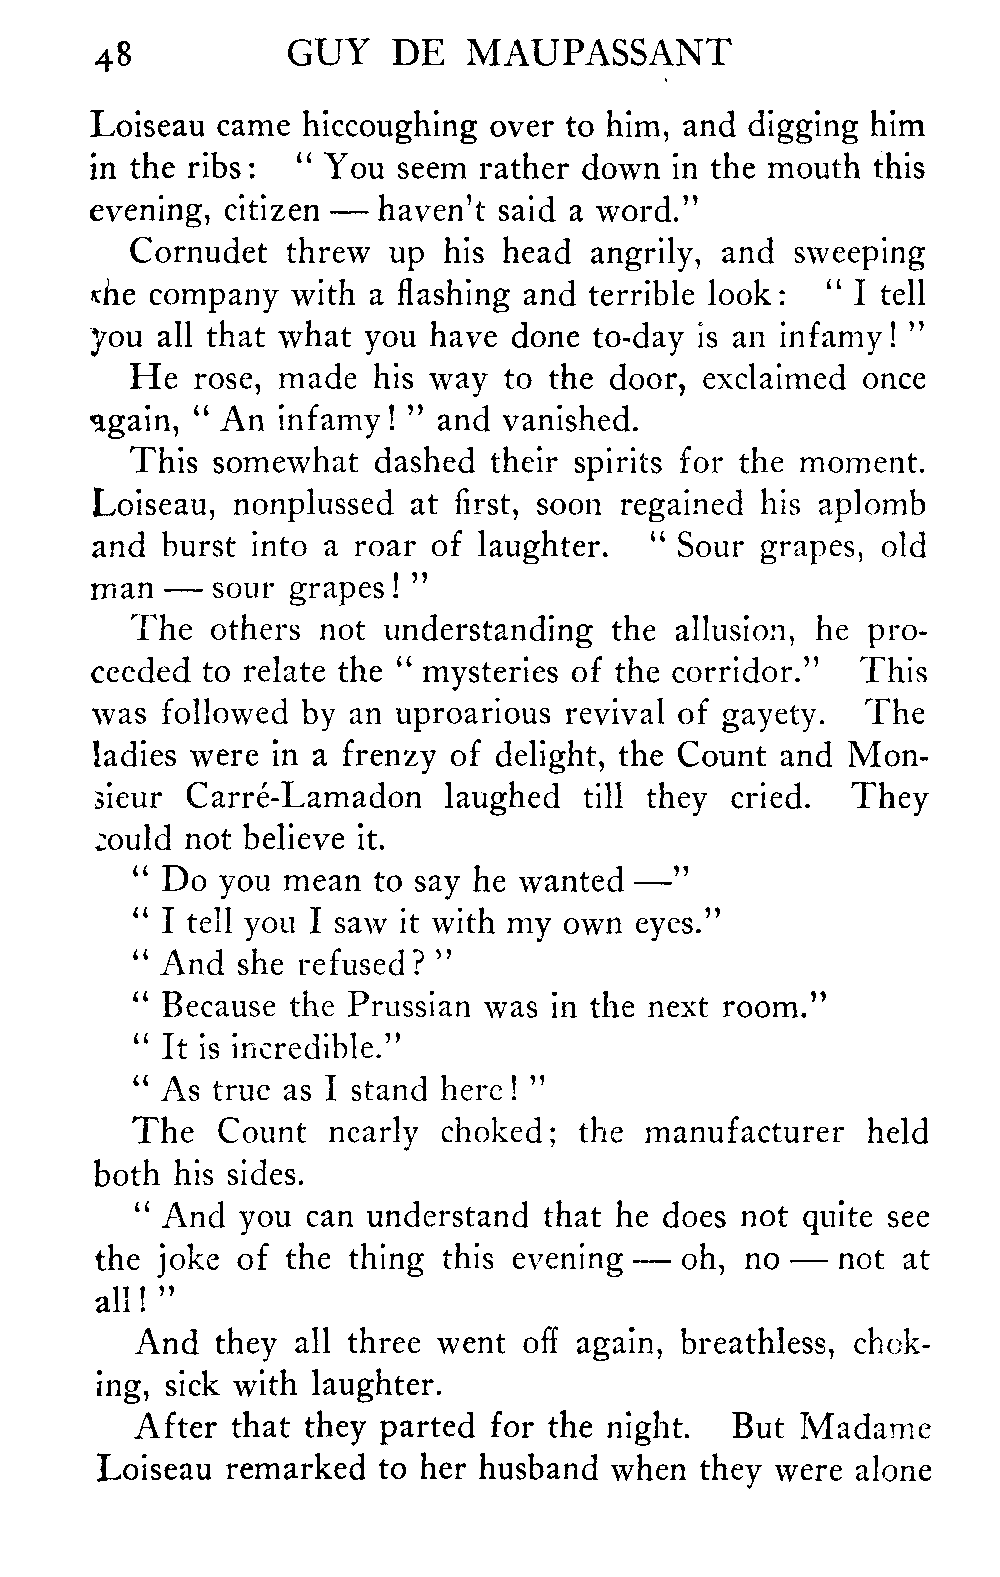 48 GUY DE MAUPASSANT
Loiseau came hiccoughing over to him, and digging him
in the ribs: “ You seem rather down in the mouth this
evening, citizen — haven't said a word.”
Cornudet threw up his head angrily, and sweeping
the company with a flashing and terrible look: “ I tell
you all that what you have done to-day is an infamy! ”
He rose, made his way to the door, exclaimed once
again, “ An infamy! ” and vanished.
This somewhat dashed their spirits for the moment.
Loiseau, nonplussed at first, soon regained his aplomb
and burst into a roar of laughter. “ Sour grapes, old
man — sour grapes! ”
The others not understanding the allusion, he pro-
ceeded to relate the “ mysteries of the corridor.” This
was followed by an uproarious revival of gayety. The
ladies were in a frenzy of delight, the Count and Mon-
sieur Carré-Lamadon laughed till they cried. They
could not believe it.
“ Do you mean to say he wanted —”
“ I tell you I saw it with my own eyes.”
“ And she refused? ”
“ Because the Prussian was in the next room.”
“ It is incredible.”
“ As true as I stand here! ”
The Count nearly choked; the manufacturer held
both his sides.
“ And you can understand that he does not quite see
the joke of the thing this evening — oh, no — not at
all! ”
And they all three went off again, breathless, chok-
ing, sick with laughter.
After that they parted for the night. But Madame
Loiseau remarked to her husband when they were alone